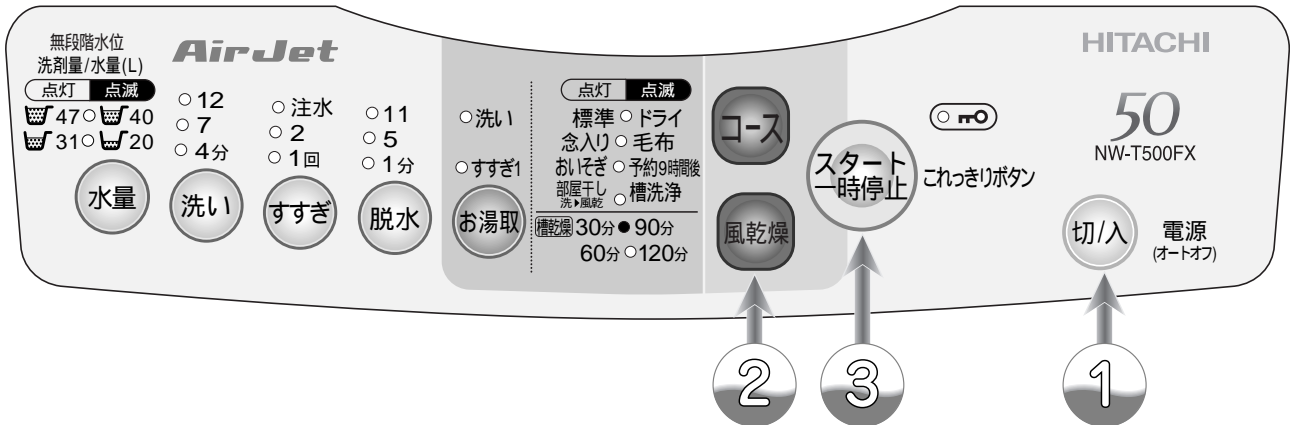 無段階水位
洗剤量/水量(L)
点灯 点滅
47 40
31 20
水量
AirJet
12
7
4分
洗い
注水
2
1回
すすぎ
11
5
1分
脱水
洗い
すすぎ1
お湯取
点灯 点滅
標準 ドライ
念入り 毛布
おいそぎ 予約9時間後
部屋干し 槽洗浄
洗▶風乾
槽乾燥 30分 90分
60分 120分
コース
風乾燥
スタート
一時停止
これっきりボタン
HITACHI
50
NW-T500FX
切/入
電源
(オートオフ)
2
3
1